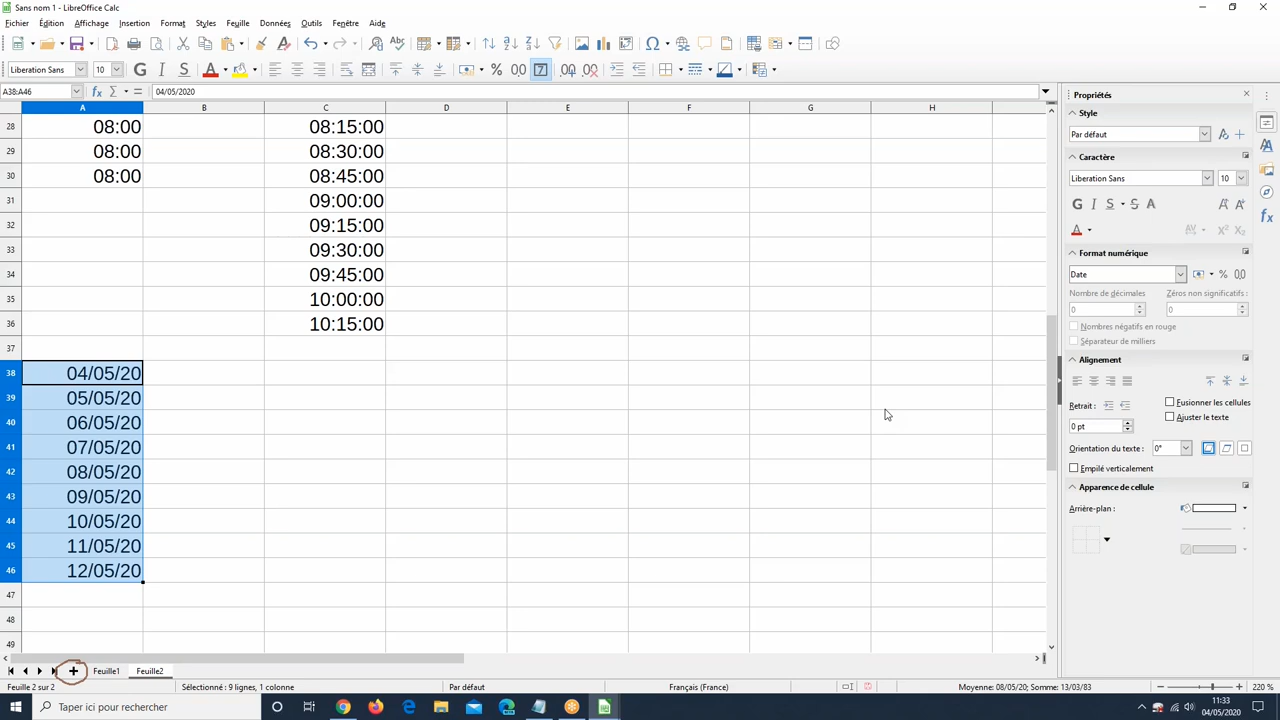 Sans nom 1 - LibreOffice Calc
Fichier Édition Affichage Insertion Format Styles Feuille Données Outils Fenêtre Aide
Liberation Sans 10 G I S
A38:A46 04/05/2020
A B C D E F G H
28 08:00 08:15:00
29 08:00 08:30:00
30 08:00 08:45:00
31 09:00:00
32 09:15:00
33 09:30:00
34 09:45:00
35 10:00:00
36 10:15:00
37
38 04/05/20
39 05/05/20
40 06/05/20
41 07/05/20
42 08/05/20
43 09/05/20
44 10/05/20
45 11/05/20
46 12/05/20
47
48
49
Feuille1 Feuille2
Feuille 2 sur 2 Sélectionné : 9 lignes, 1 colonne Par défaut Français (France) Moyenne: 08/05/20; Somme: 13/03/83 220 %
Propriétés
Style
Par défaut
Caractère
Liberation Sans 10
G I S S A
Format numérique
Date
Nombre de décimales Zéros non significatifs :
0 0
Nombres négatifs en rouge
Séparateur de milliers
Alignement
Retrait : Fusionner les cellules
0 pt Ajuster le texte
Orientation du texte : 0°
Empilé verticalement
Apparence de cellule
Arrière-plan :
Taper ici pour rechercher
11:33
04/05/2020